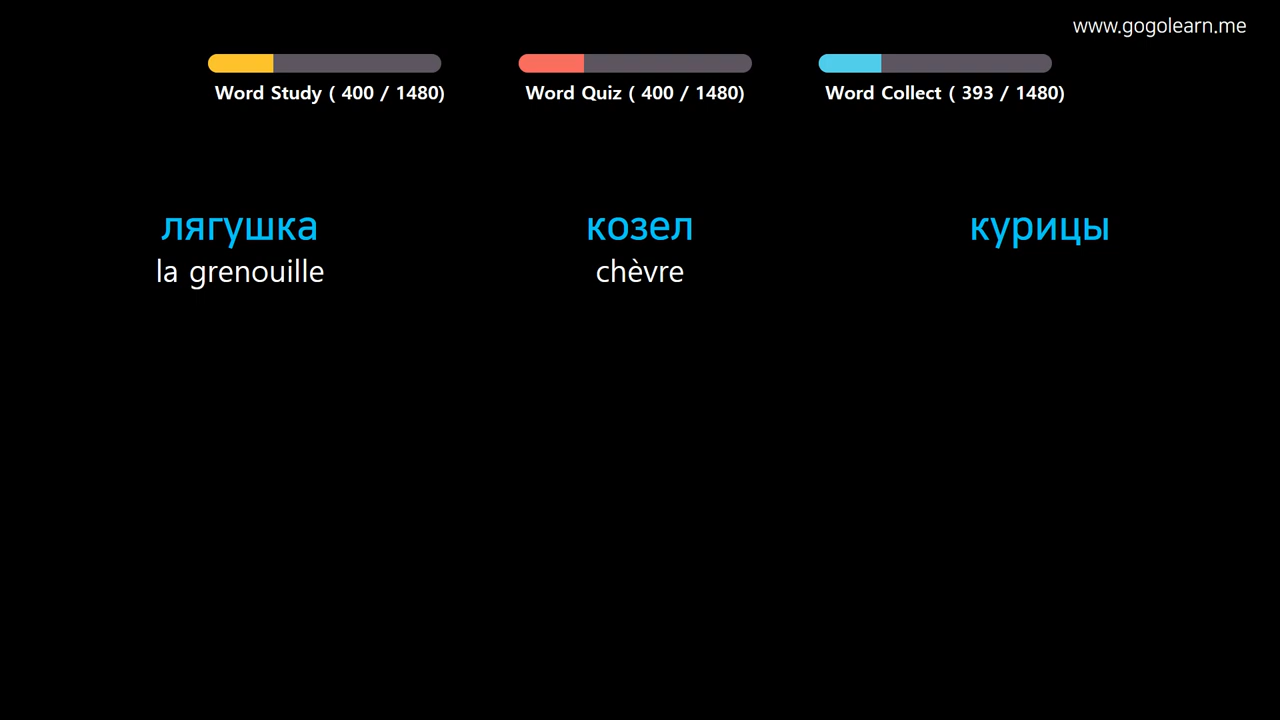 www.gogolearn.me
Word Study ( 400 / 1480)
Word Quiz ( 400 / 1480)
Word Collect ( 393 / 1480)
лягушка
la grenouille
козел
chèvre
курицы